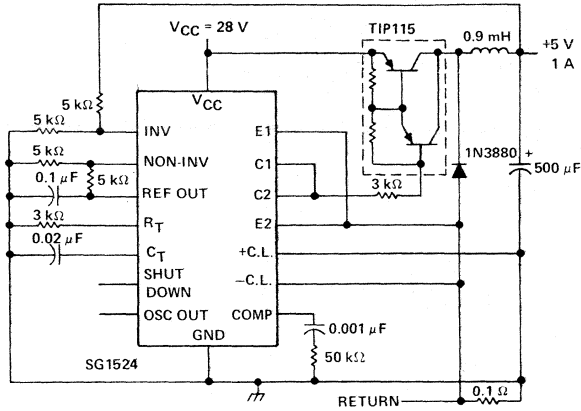 VCC = 28 V
TIP115
0.9 mH
+5 V
1 A
5 kΩ
VCC
5 kΩ
INV
E1
5 kΩ
NON-INV
C1
1N3880
+
0.1 μF
5 kΩ
REF OUT
C2
3 kΩ
500 μF
3 kΩ
RT
E2
0.02 μF
CT
+C.L.
SHUT
DOWN
−C.L.
OSC OUT
COMP
0.001 μF
GND
50 kΩ
SG1524
0.1 Ω
RETURN